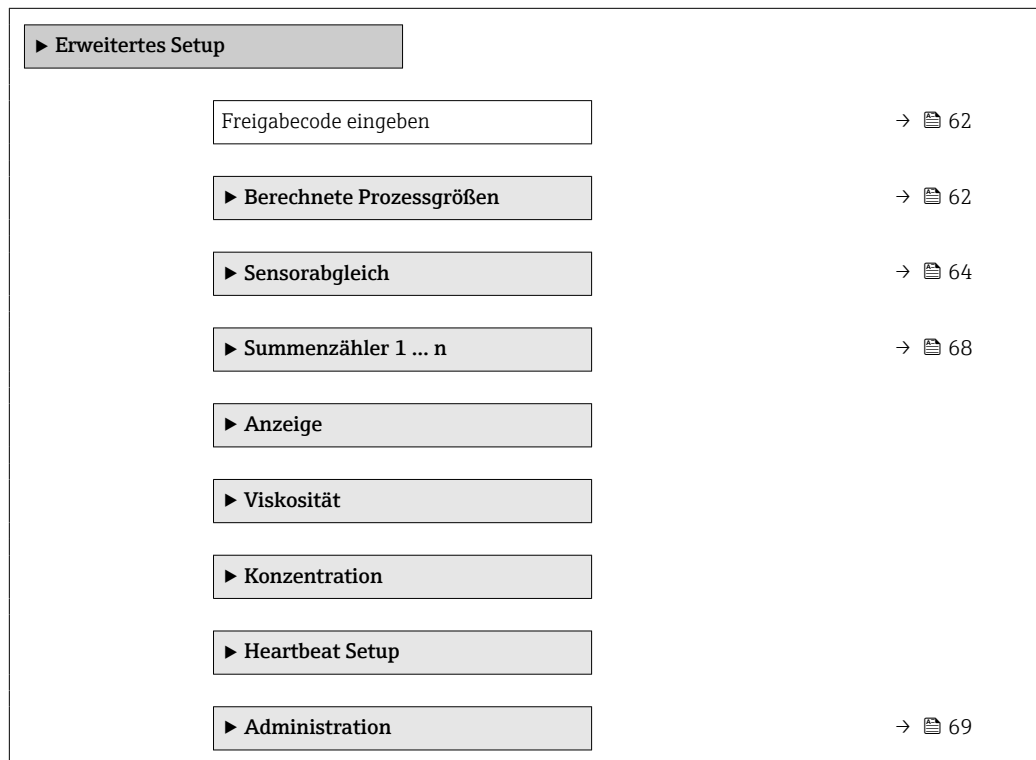 ► Erweitertes Setup
Freigabecode eingeben → 62
► Berechnete Prozessgrößen → 62
► Sensorabgleich → 64
► Summenzähler 1 ... n → 68
► Anzeige
► Viskosität
► Konzentration
► Heartbeat Setup
► Administration → 69